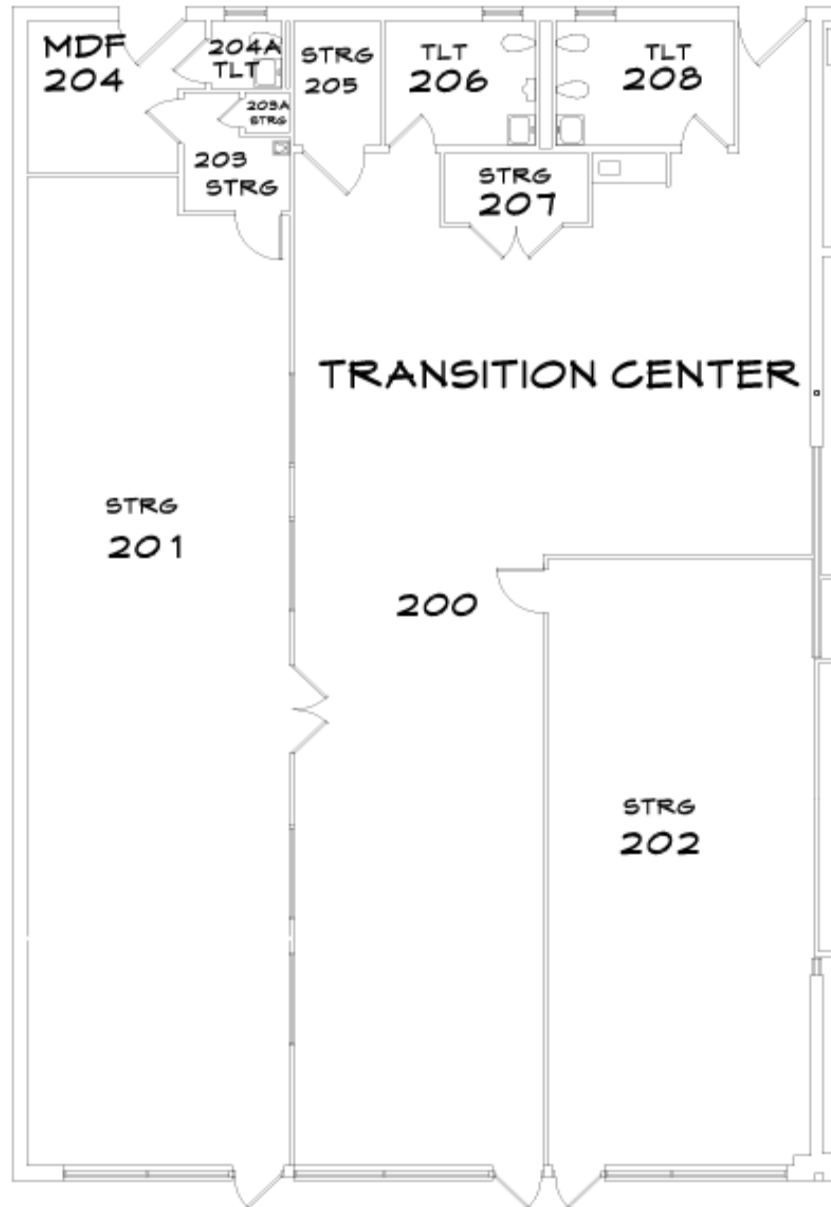 MDF
204
204A
TLT
STRG
205
TLT
206
TLT
208
203A
STRG
203
STRG
STRG
207
TRANSITION CENTER
STRG
201
200
STRG
202